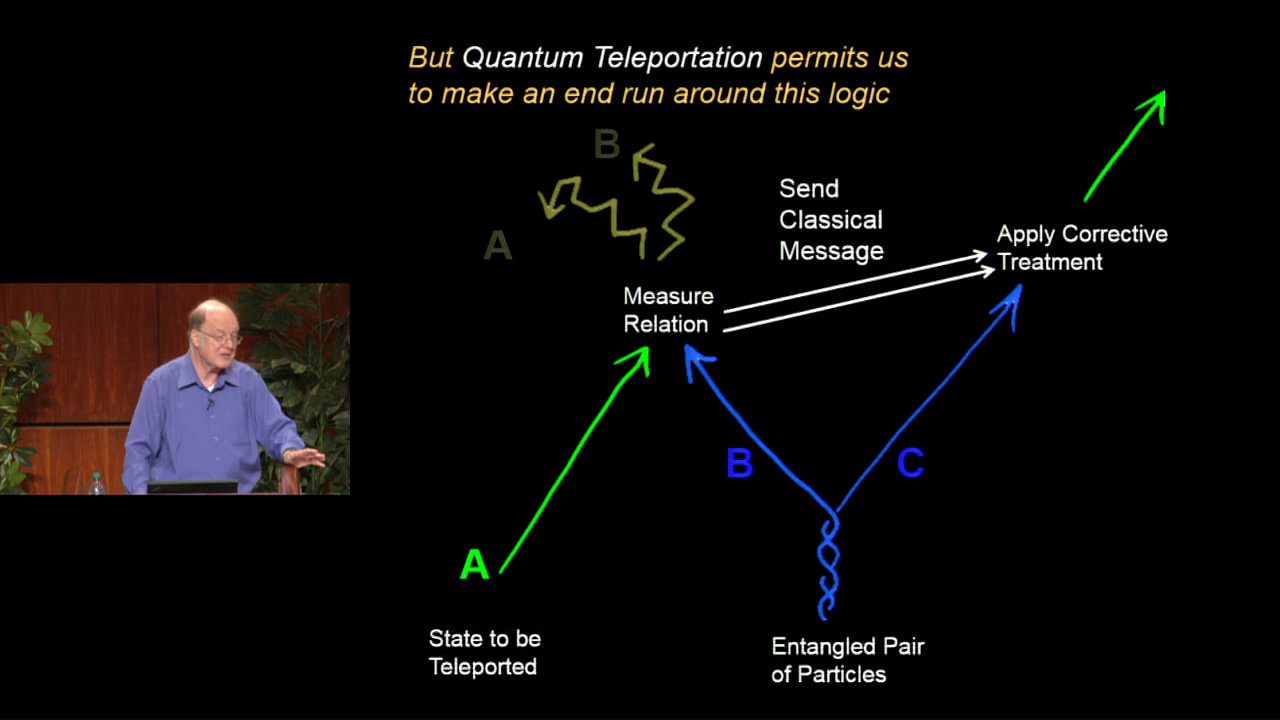 But Quantum Teleportation permits us
to make an end run around this logic
B
A
Send
Classical
Message
Apply Corrective
Treatment
Measure
Relation
B
C
A
State to be
Teleported
Entangled Pair
of Particles